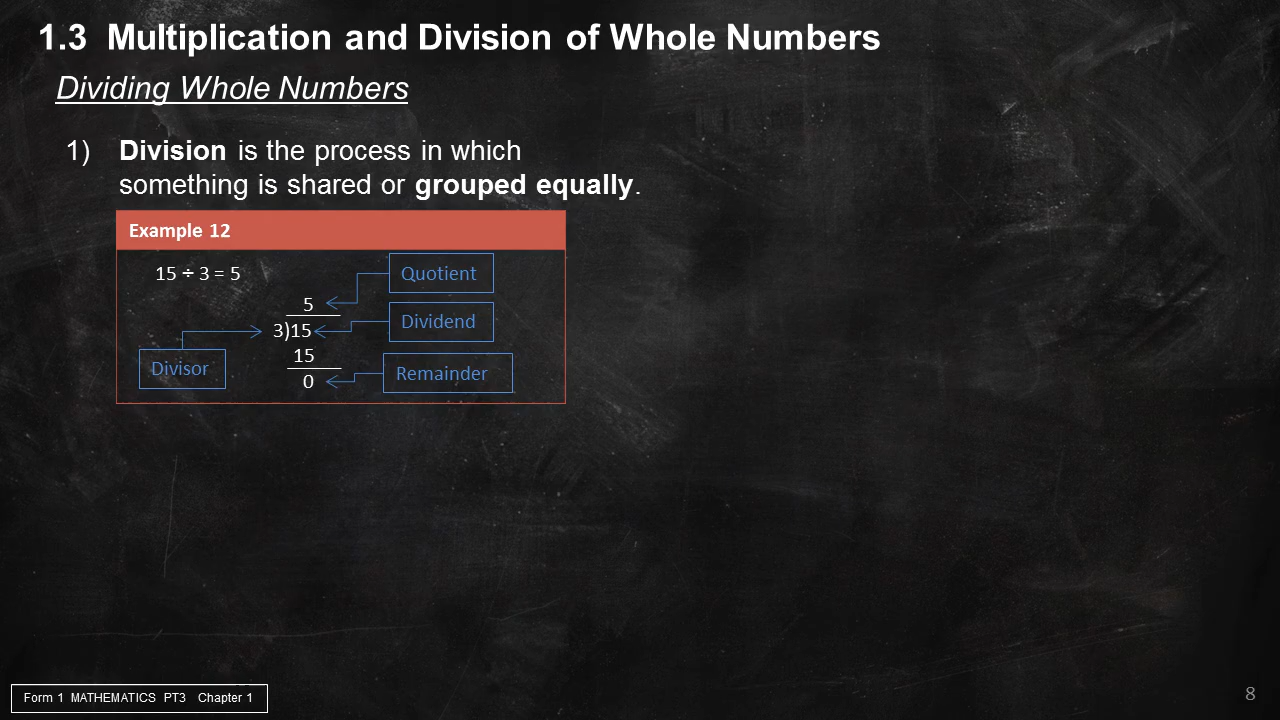 1.3 Multiplication and Division of Whole Numbers
Dividing Whole Numbers
1) Division is the process in which
something is shared or grouped equally.
Example 12
15 ÷ 3 = 5
Quotient
5
Dividend
3)15
15
Divisor
Remainder
0
Form 1 MATHEMATICS PT3 Chapter 1
8